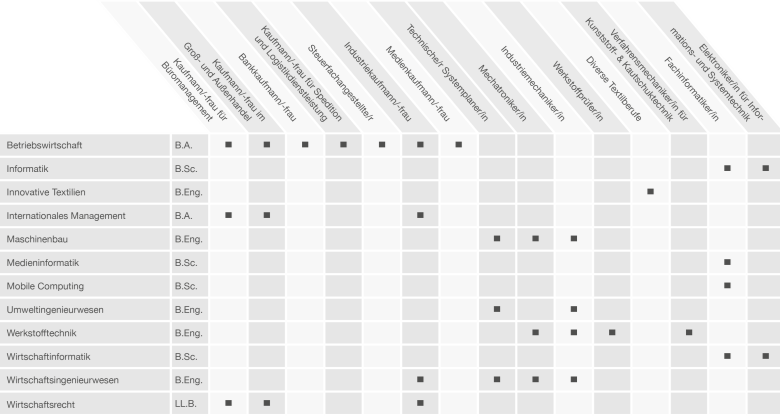 Kaufmann/-frau für
Büromanagement
Kaufmann/-frau im
Groß- und Außenhandel
Bankkaufmann/-frau
Kaufmann/-frau für Spedition
und Logistikdienstleistung
Steuerfachangestellte/r
Industriekaufmann/-frau
Medienkaufmann/-frau
Technische/r Systemplaner/in
Mechatroniker/in
Industriemechaniker/in
Werkstoffprüfer/in
Diverse Textilberufe
Verfahrensmechaniker/in für
Kunststoff- & Kautschuktechnik
Fachinformatiker/in
Elektroniker/in für Infor-
mations- und Systemtechnik
Betriebswirtschaft B.A.
Informatik B.Sc.
Innovative Textilien B.Eng.
Internationales Management B.A.
Maschinenbau B.Eng.
Medieninformatik B.Sc.
Mobile Computing B.Sc.
Umweltingenieurwesen B.Eng.
Werkstofftechnik B.Eng.
Wirtschaftinformatik B.Sc.
Wirtschaftsingenieurwesen B.Eng.
Wirtschaftsrecht LL.B.